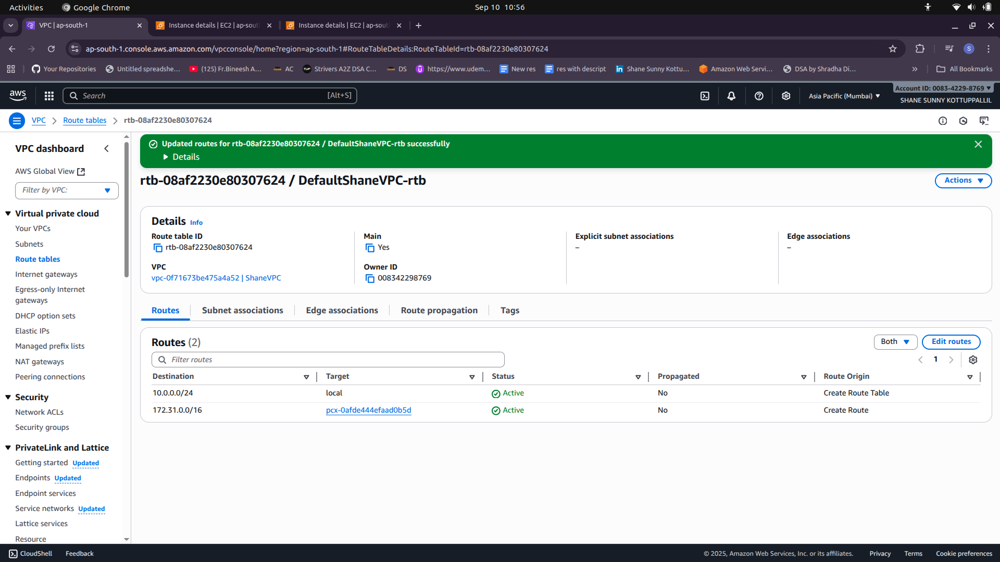 Activities
Google Chrome
Sep 10 10:56
VPC | ap-south-1
Instance details | EC2 | ap-sout
Instance details | EC2 | ap-sout
ap-south-1.console.aws.amazon.com/vpcconsole/home?region=ap-south-1#RouteTableDetails:RouteTableId=rtb-08af2230e80307624
S
Your Repositories
Untitled spreadshe...
(125) Fr.Bineesh A...
AC
Strivers A2Z DSA C...
DS
https://www.udem...
New res
res with descript
Shane Sunny Kottu...
Amazon Web Servi...
DSA by Shradha Di...
All Bookmarks
aws
Search
[Alt+S]
Asia Pacific (Mumbai)
Account ID: 0083-4229-8769
SHANE SUNNY KOTTUPPALLIL
VPC
Route tables
rtb-08af2230e80307624
VPC dashboard
AWS Global View
Filter by VPC:
Virtual private cloud
Your VPCs
Subnets
Route tables
Internet gateways
Egress-only Internet
gateways
DHCP option sets
Elastic IPs
Managed prefix lists
NAT gateways
Peering connections
Security
Network ACLs
Security groups
PrivateLink and Lattice
Getting started Updated
Endpoints Updated
Endpoint services
Service networks Updated
Lattice services
Resource
Updated routes for rtb-08af2230e80307624 / DefaultShaneVPC-rtb successfully
Details
rtb-08af2230e80307624 / DefaultShaneVPC-rtb
Actions
Details Info
Route table ID
rtb-08af2230e80307624
Main
Yes
Explicit subnet associations
–
Edge associations
–
VPC
vpc-0f71673be475a4a52 | ShaneVPC
Owner ID
008342298769
Routes
Subnet associations
Edge associations
Route propagation
Tags
Routes (2)
Both
Edit routes
Filter routes
1
Destination Target Status Propagated Route Origin
10.0.0.0/24 local Active No Create Route Table
172.31.0.0/16 pcx-0afde444efaad0b5d Active No Create Route
CloudShell
Feedback
© 2025, Amazon Web Services, Inc. or its affiliates.
Privacy
Terms
Cookie preferences